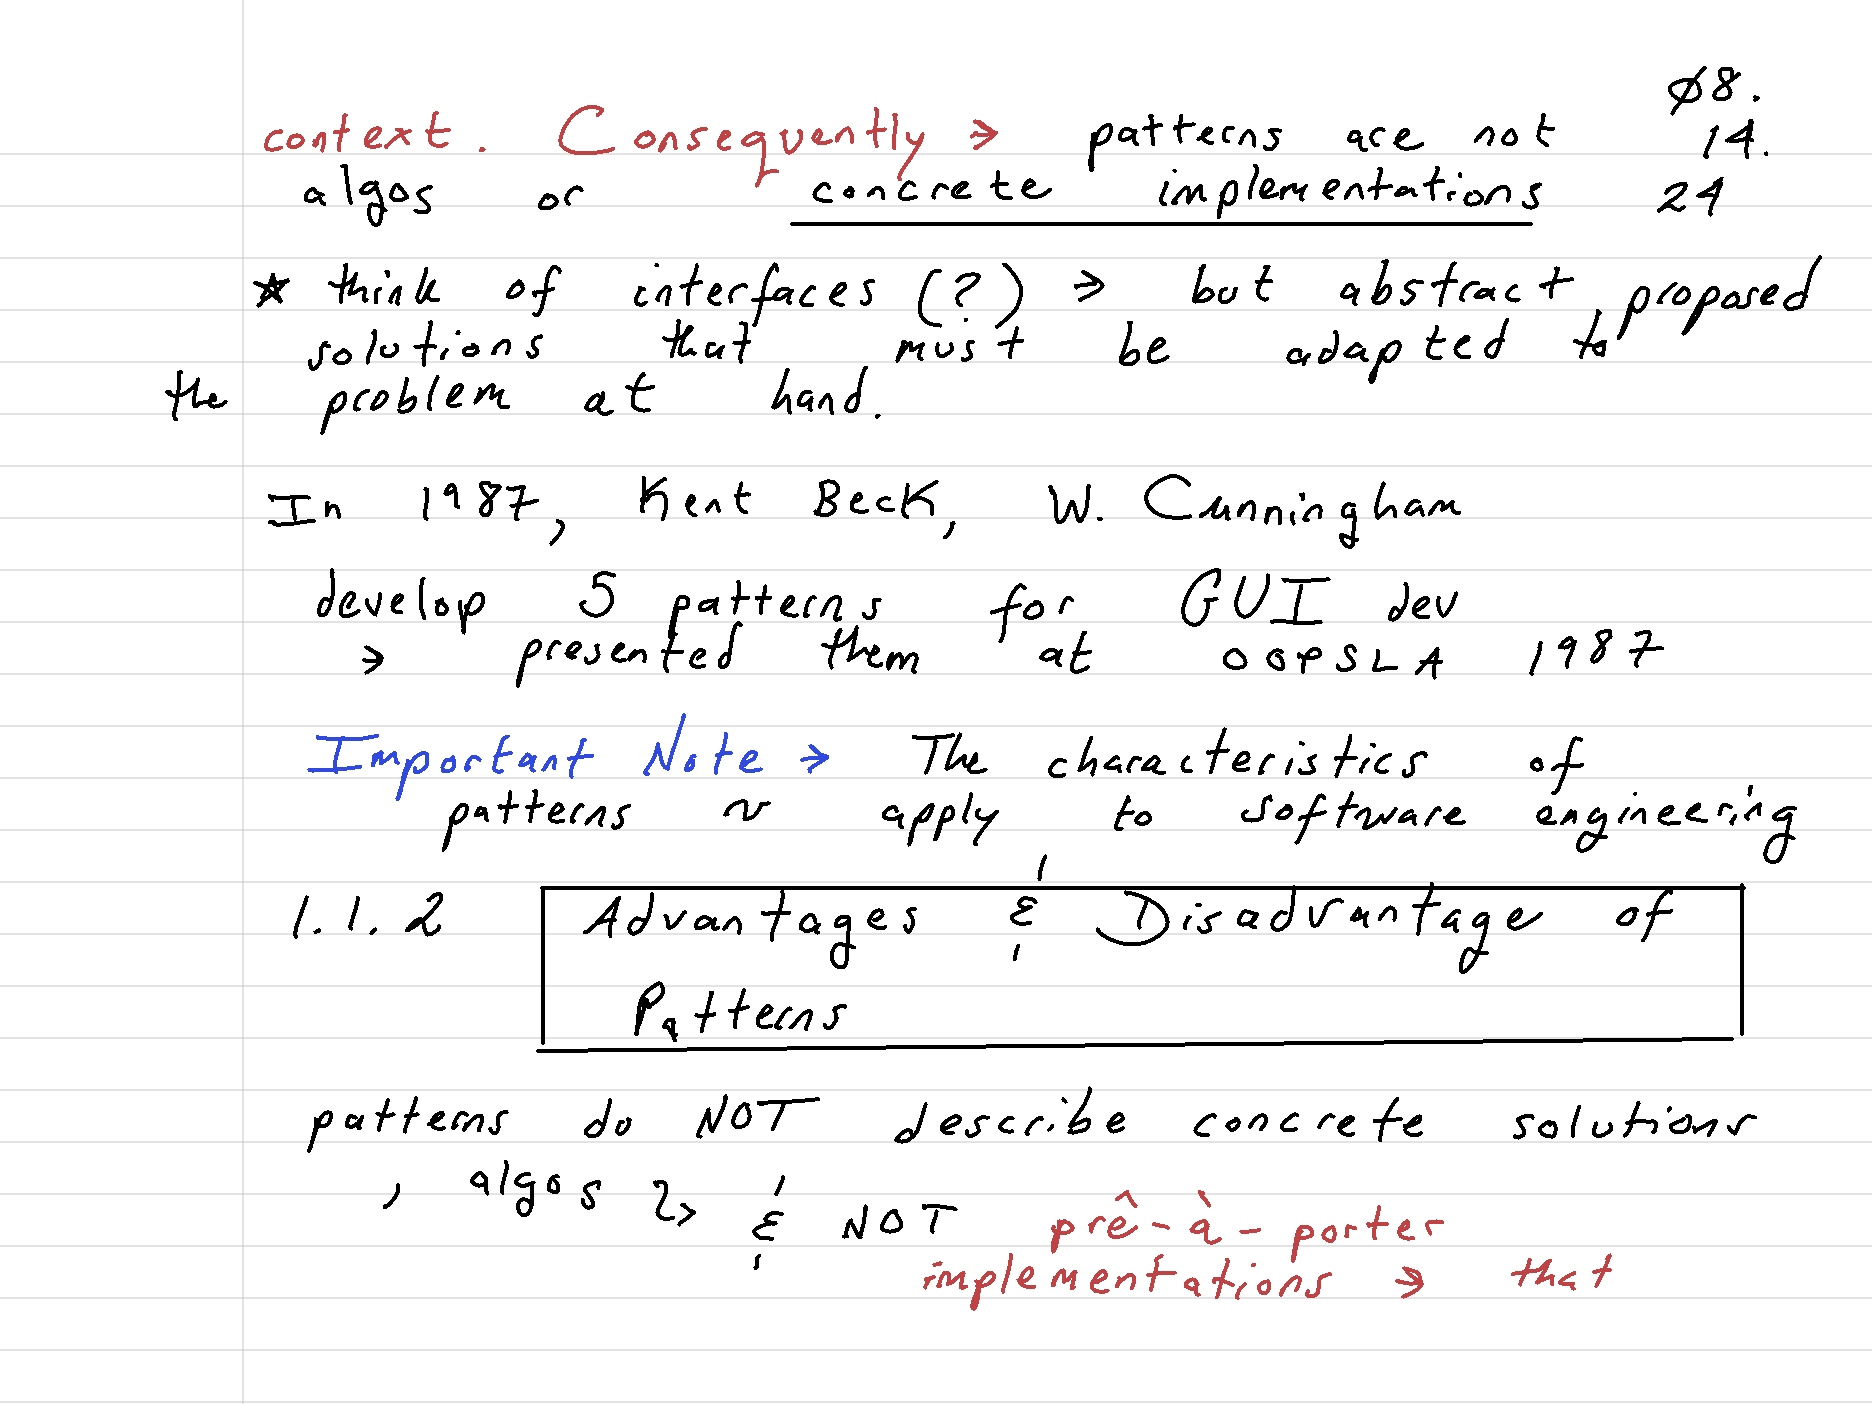 context. Consequently → patterns are not
algos or concrete implementations
Ø8.
14.
24
★ think of interfaces (?) → but abstract, proposed
solutions that must be adapted to
the problem at hand.
In 1987, Kent Beck, W. Cunningham
develop 5 patterns for GUI dev
→ presented them at OOPSLA 1987
Important Note → The characteristics of
patterns ~ apply to software engineering
1.1.2 Advantages & Disadvantage of
Patterns
patterns do NOT describe concrete solutions
, algos & NOT prê-à-porter
implementations → that